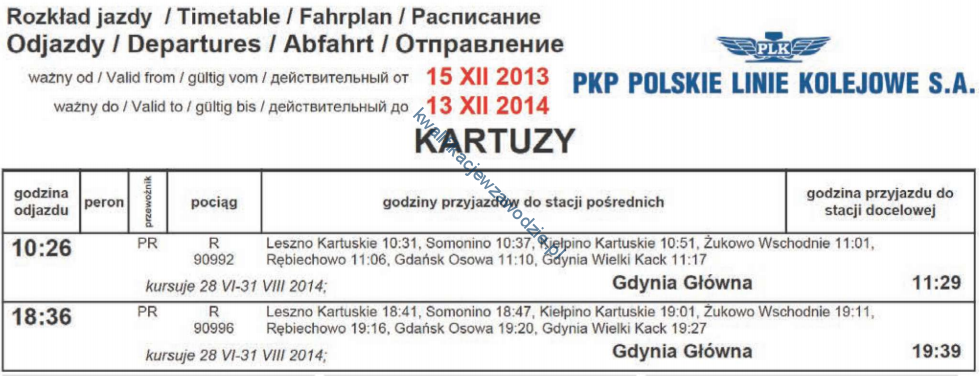 Rozkład jazdy / Timetable / Fahrplan / Расписание
Odjazdy / Departures / Abfahrt / Отправление
ważny od / Valid from / gültig vom / действительный от 15 XII 2013
ważny do / Valid to / gültig bis / действительный до 13 XII 2014
PLK
PKP POLSKIE LINIE KOLEJOWE S.A.
KARTUZY
kwalifikacjewzawodzie.pl
godzina odjazdu peron przewoźnik pociąg godziny przyjazdów do stacji pośrednich godzina przyjazdu do stacji docelowej
10:26 PR R Leszno Kartuskie 10:31, Somonino 10:37, Kiełpino Kartuskie 10:51, Żukowo Wschodnie 11:01,
90992 Rębiechowo 11:06, Gdańsk Osowa 11:10, Gdynia Wielki Kack 11:17
kursuje 28 VI-31 VIII 2014; Gdynia Główna 11:29
18:36 PR R Leszno Kartuskie 18:41, Somonino 18:47, Kiełpino Kartuskie 19:01, Żukowo Wschodnie 19:11,
90996 Rębiechowo 19:16, Gdańsk Osowa 19:20, Gdynia Wielki Kack 19:27
kursuje 28 VI-31 VIII 2014; Gdynia Główna 19:39